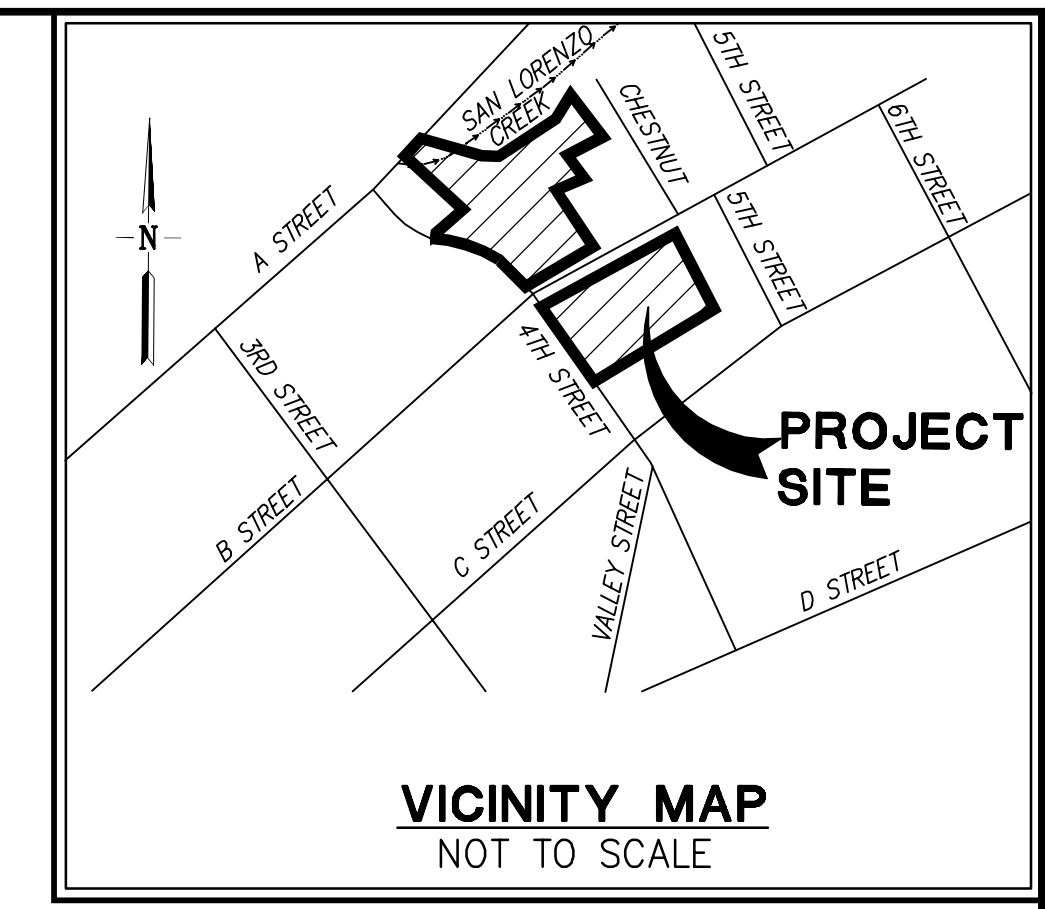 SAN LORENZO
CREEK
5TH STREET
CHESTNUT
6TH STREET
A STREET
N
5TH STREET
3RD STREET
4TH STREET
PROJECT
SITE
B STREET
C STREET
VALLEY STREET
D STREET
VICINITY MAP
NOT TO SCALE